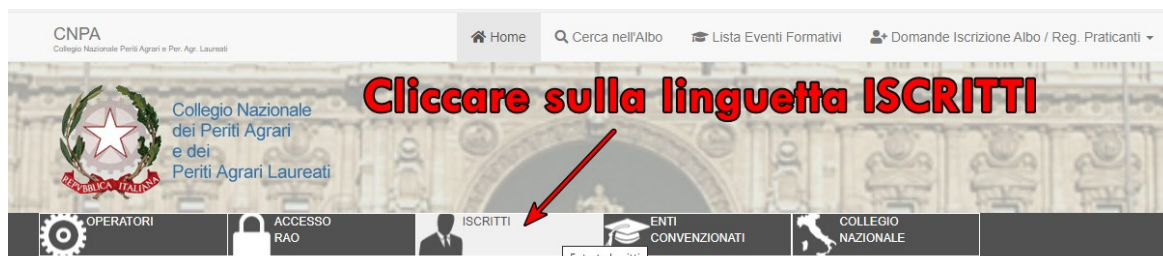 CNPA
Collegio Nazionale Periti Agrari e Per. Agr. Laureati
Home
Cerca nell'Albo
Lista Eventi Formativi
Domande Iscrizione Albo / Reg. Praticanti
Cliccare sulla linguetta ISCRITTI
Collegio Nazionale
dei Periti Agrari
e dei
Periti Agrari Laureati
REPVBBLICA ITALIANA
OPERATORI
ACCESSO
RAO
ISCRITTI
ENTI
CONVENZIONATI
COLLEGIO
NAZIONALE